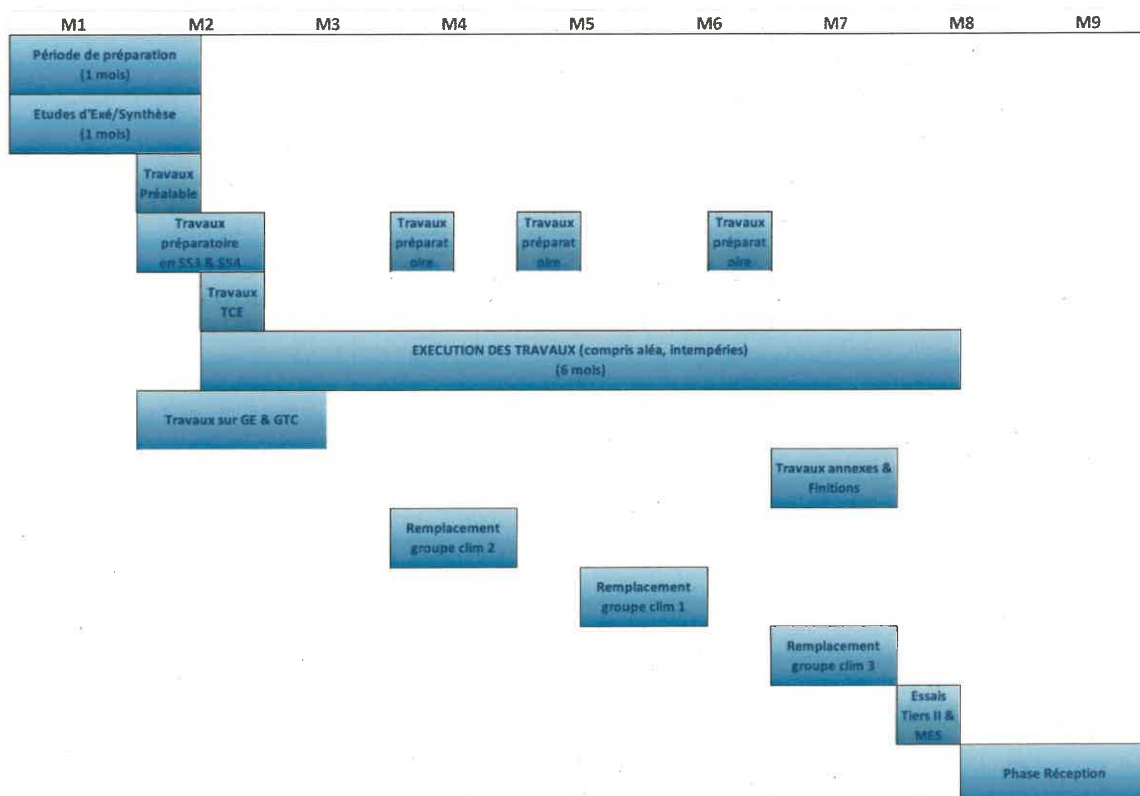 M1 M2 M3 M4 M5 M6 M7 M8 M9
Période de préparation
(1 mois)
Etudes d'Exé/Synthèse
(1 mois)
Travaux
Préalable
Travaux
préparatoire
en SS3 & SS4
Travaux
préparat
oire
Travaux
préparat
oire
Travaux
préparat
oire
Travaux
TCE
EXECUTION DES TRAVAUX (compris aléa, intempéries)
(6 mois)
Travaux sur GE & GTC
Travaux annexes &
Finitions
Remplacement
groupe clim 2
Remplacement
groupe clim 1
Remplacement
groupe clim 3
Essais
Tiers II &
MES
Phase Réception